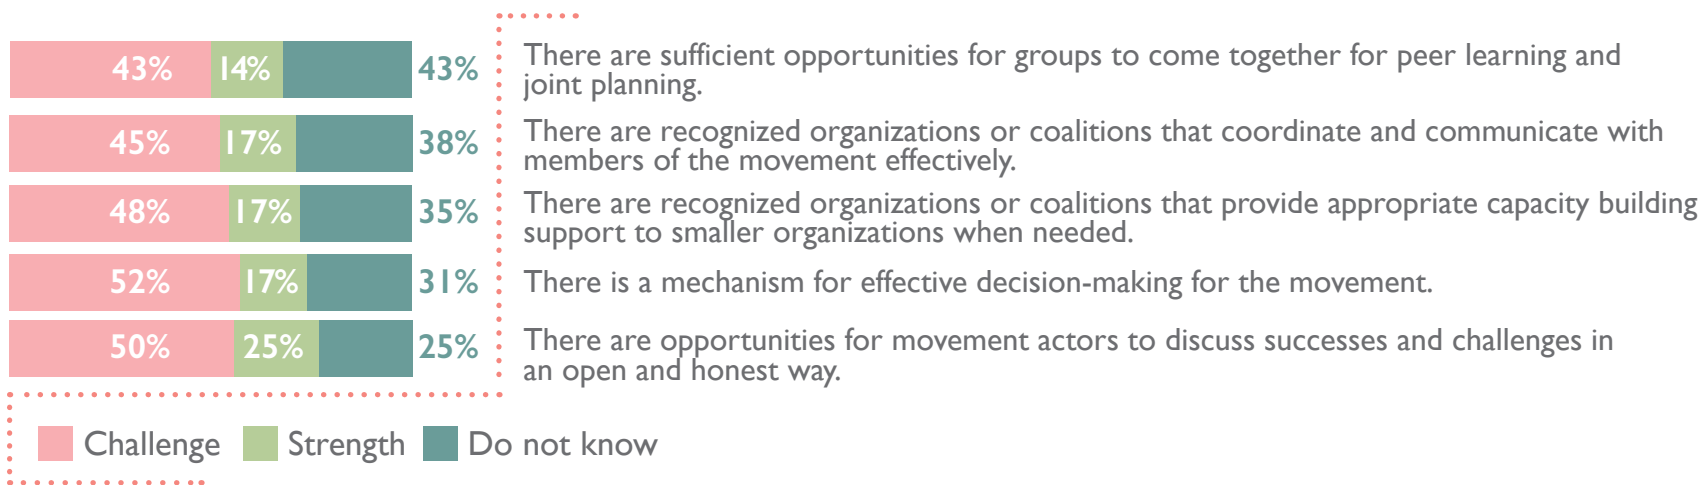 43% 14% 43% There are sufficient opportunities for groups to come together for peer learning and
joint planning.
45% 17% 38% There are recognized organizations or coalitions that coordinate and communicate with
members of the movement effectively.
48% 17% 35% There are recognized organizations or coalitions that provide appropriate capacity building
support to smaller organizations when needed.
52% 17% 31% There is a mechanism for effective decision-making for the movement.
50% 25% 25% There are opportunities for movement actors to discuss successes and challenges in
an open and honest way.
Challenge Strength Do not know